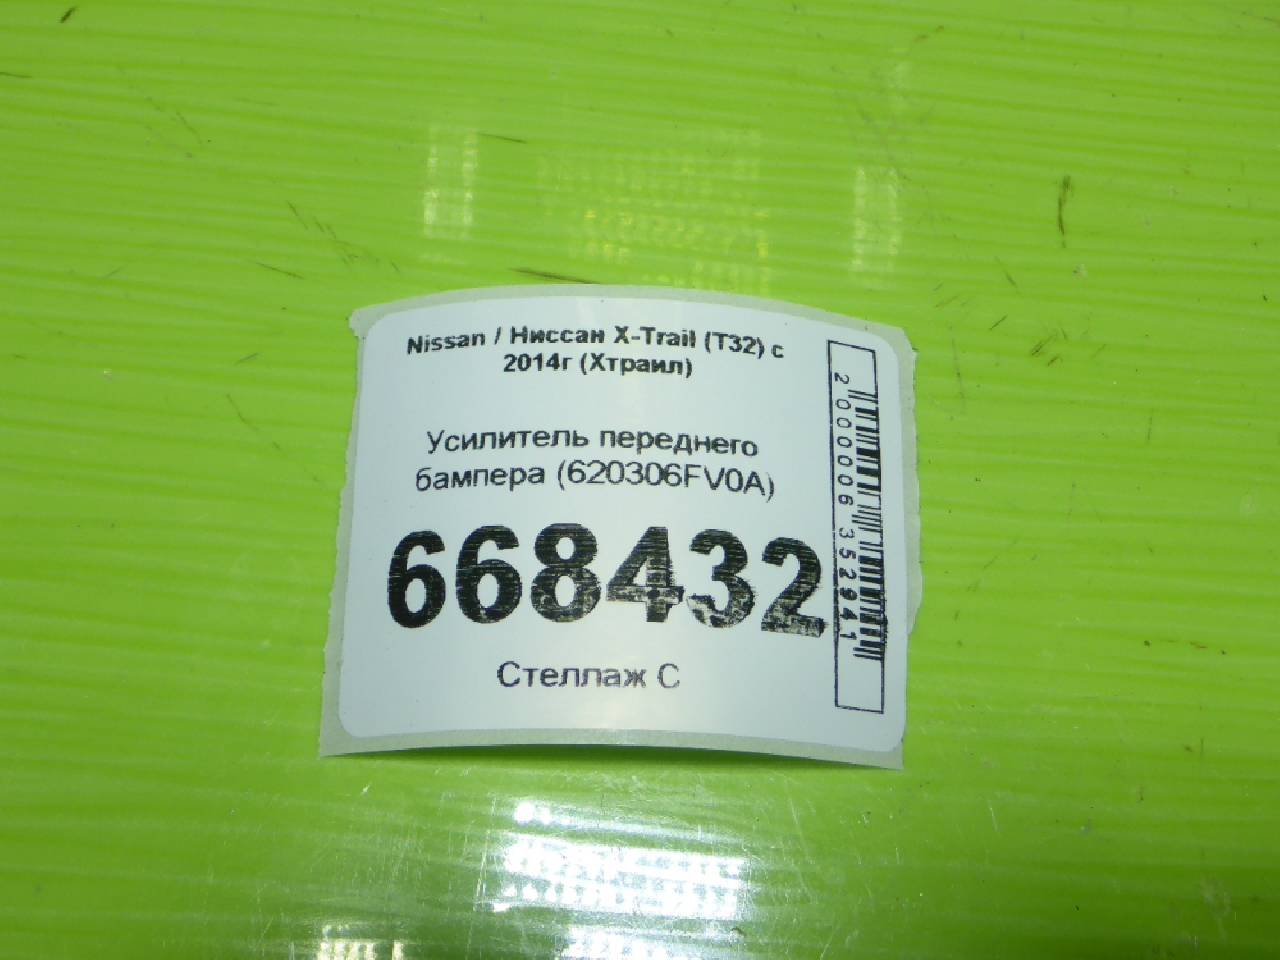 Nissan / Ниссан X-Trail (T32) с
2014г (Хтраил)
Усилитель переднего
бампера (620306FV0A)
668432
Стеллаж С
2000006352941